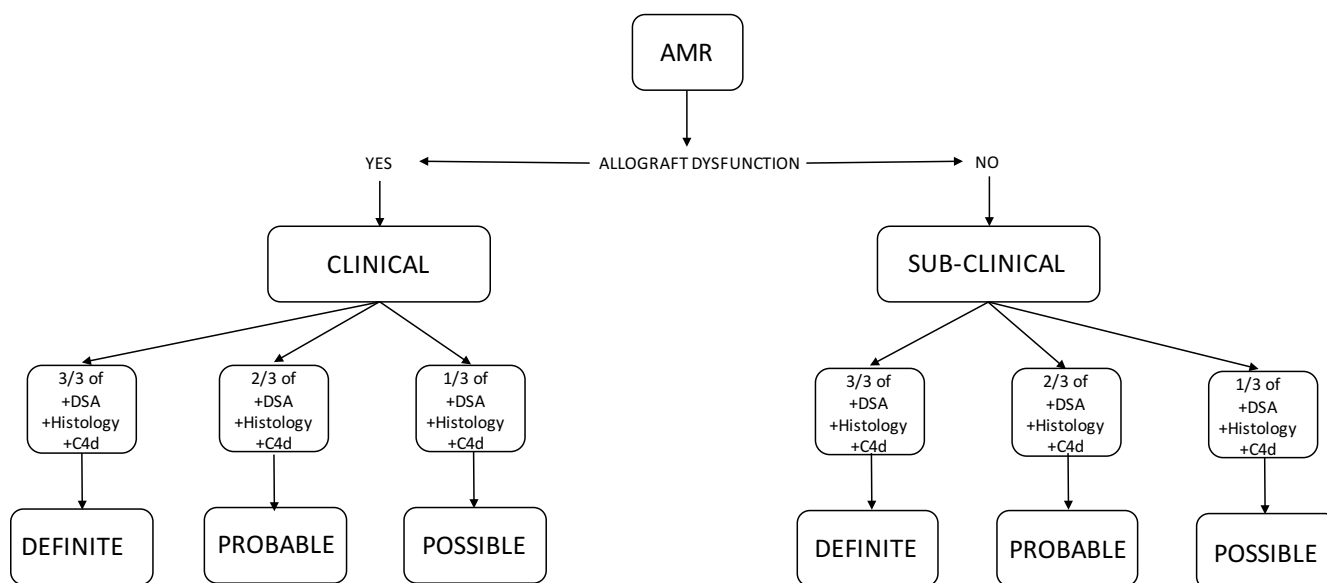 AMR
YES
ALLOGRAFT DYSFUNCTION
NO
CLINICAL
SUB-CLINICAL
3/3 of
+DSA
+Histology
+C4d
2/3 of
+DSA
+Histology
+C4d
1/3 of
+DSA
+Histology
+C4d
3/3 of
+DSA
+Histology
+C4d
2/3 of
+DSA
+Histology
+C4d
1/3 of
+DSA
+Histology
+C4d
DEFINITE
PROBABLE
POSSIBLE
DEFINITE
PROBABLE
POSSIBLE